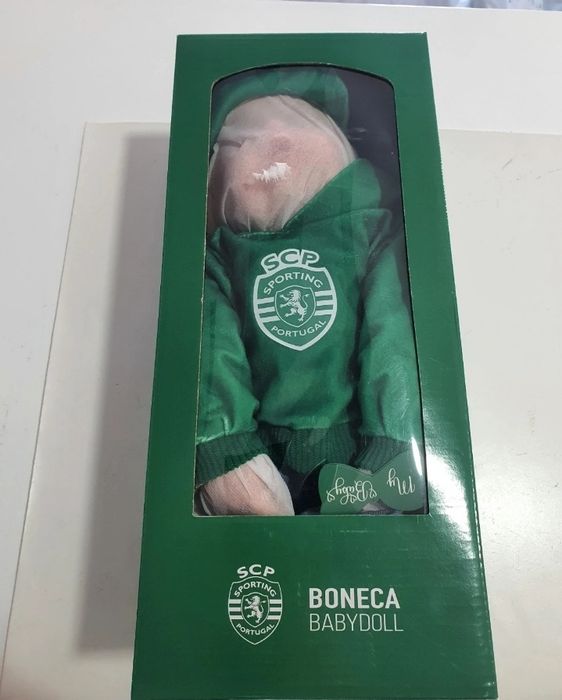 SCP
SPORTING
PORTUGAL
My Baby
SCP
SPORTING
PORTUGAL
BONECA
BABYDOLL